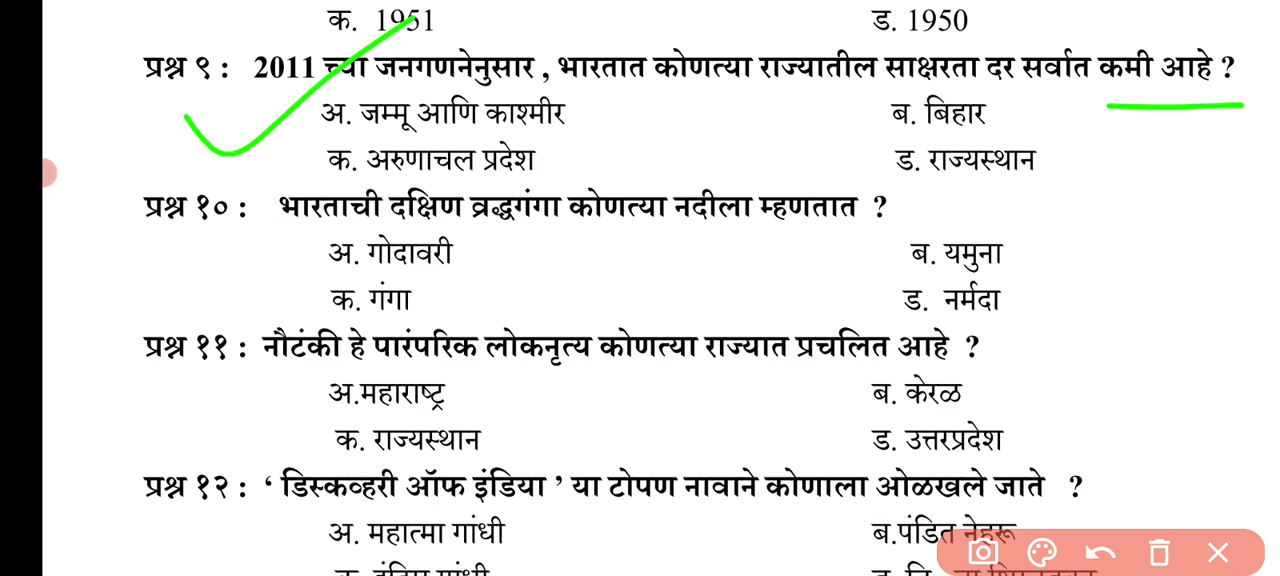 क. 1951 ड. 1950
प्रश्न ९ : 2011 च्या जनगणनेनुसार , भारतात कोणत्या राज्यातील साक्षरता दर सर्वात कमी आहे ?
अ. जम्मू आणि काश्मीर ब. बिहार
क. अरुणाचल प्रदेश ड. राज्यस्थान
प्रश्न १० : भारताची दक्षिण व्रद्धगंगा कोणत्या नदीला म्हणतात ?
अ. गोदावरी ब. यमुना
क. गंगा ड. नर्मदा
प्रश्न ११ : नौटंकी हे पारंपरिक लोकनृत्य कोणत्या राज्यात प्रचलित आहे ?
अ.महाराष्ट्र ब. केरळ
क. राज्यस्थान ड. उत्तरप्रदेश
प्रश्न १२ : ‘ डिस्कव्हरी ऑफ इंडिया ’ या टोपण नावाने कोणाला ओळखले जाते ?
अ. महात्मा गांधी ब.पंडित नेहरू